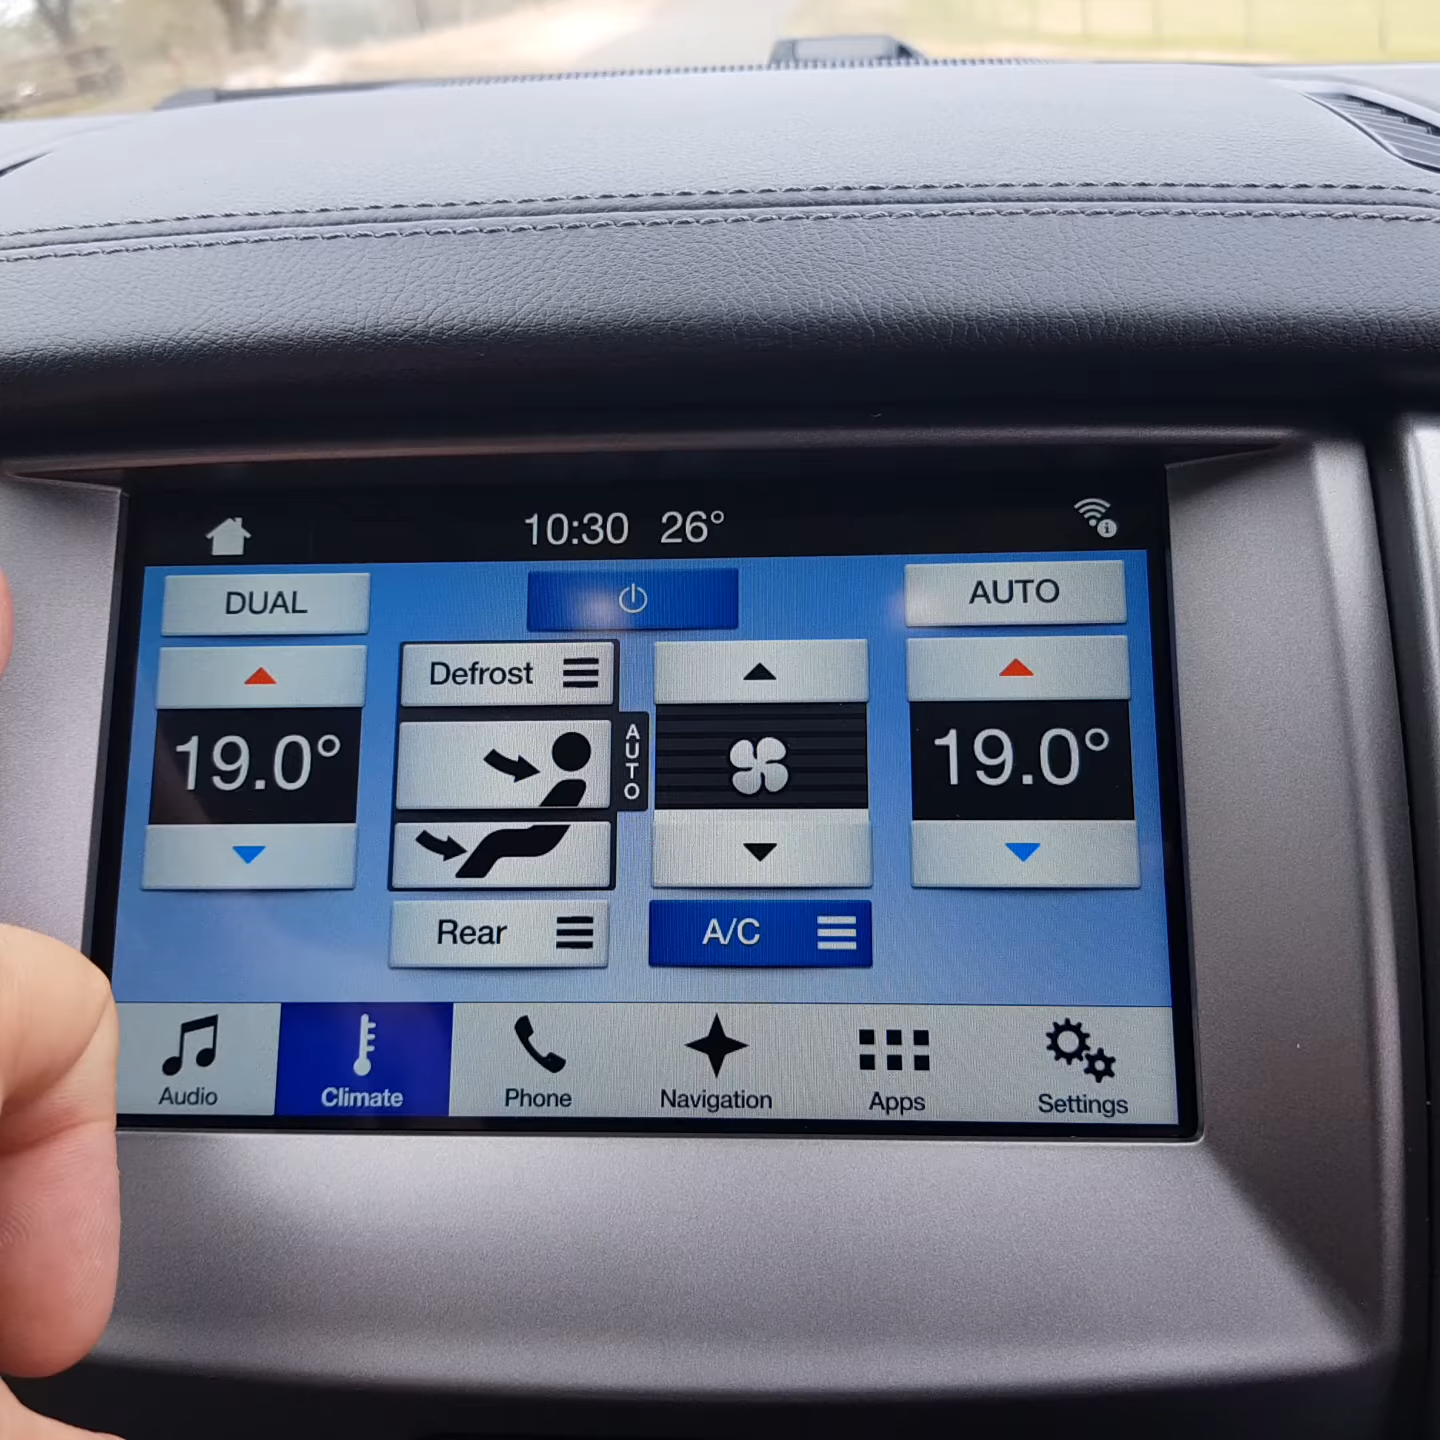 10:30 26°
DUAL
AUTO
Defrost
19.0°
AUTO
19.0°
Rear
A/C
Audio
Climate
Phone
Navigation
Apps
Settings